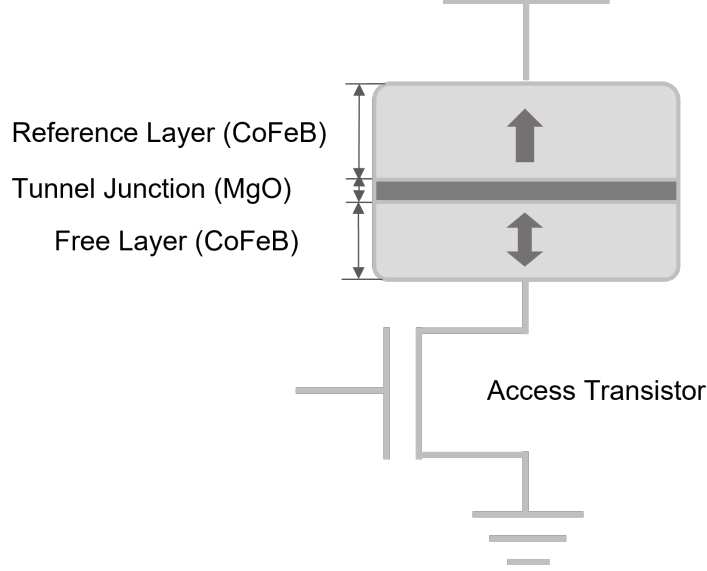 Reference Layer (CoFeB)
Tunnel Junction (MgO)
Free Layer (CoFeB)
Access Transistor